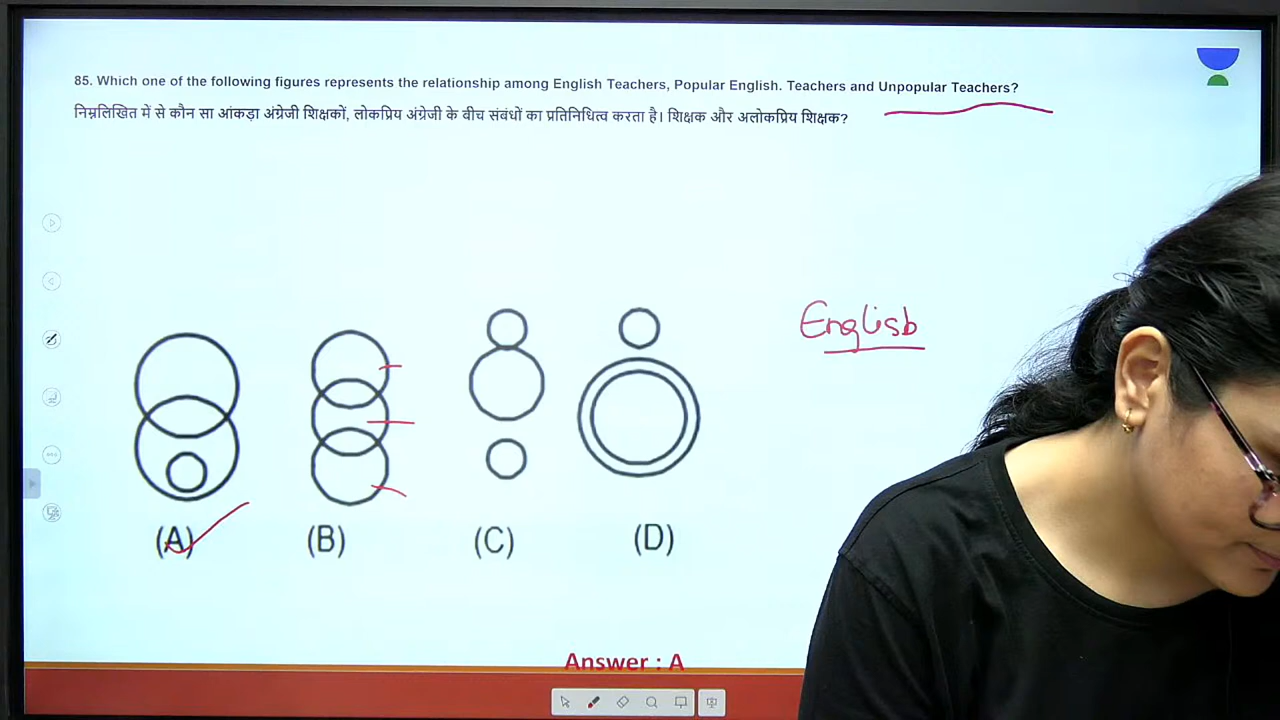 85. Which one of the following figures represents the relationship among English Teachers, Popular English. Teachers and Unpopular Teachers?
निम्नलिखित में से कौन सा आंकड़ा अंग्रेजी शिक्षकों, लोकप्रिय अंग्रेजी के बीच संबंधों का प्रतिनिधित्व करता है। शिक्षक और अलोकप्रिय शिक्षक?
English
(A) (B) (C) (D)
Answer : A